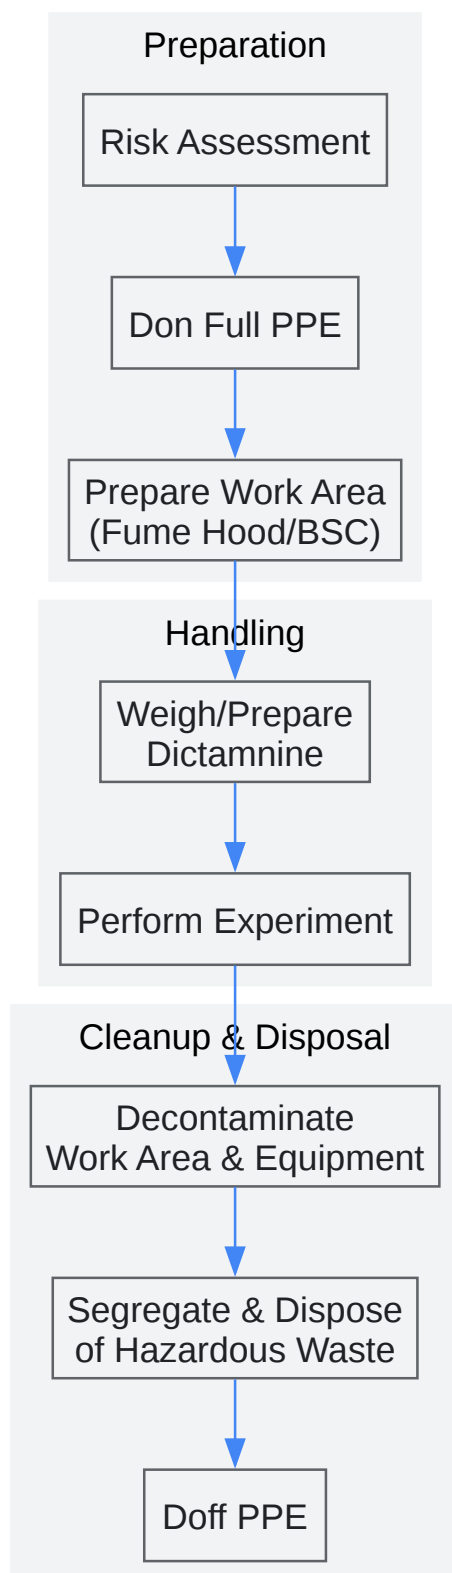 Preparation
Risk Assessment
Don Full PPE
Prepare Work Area
(Fume Hood/BSC)
Handling
Weigh/Prepare
Dictamnine
Perform Experiment
Cleanup & Disposal
Decontaminate
Work Area & Equipment
Segregate & Dispose
of Hazardous Waste
Doff PPE